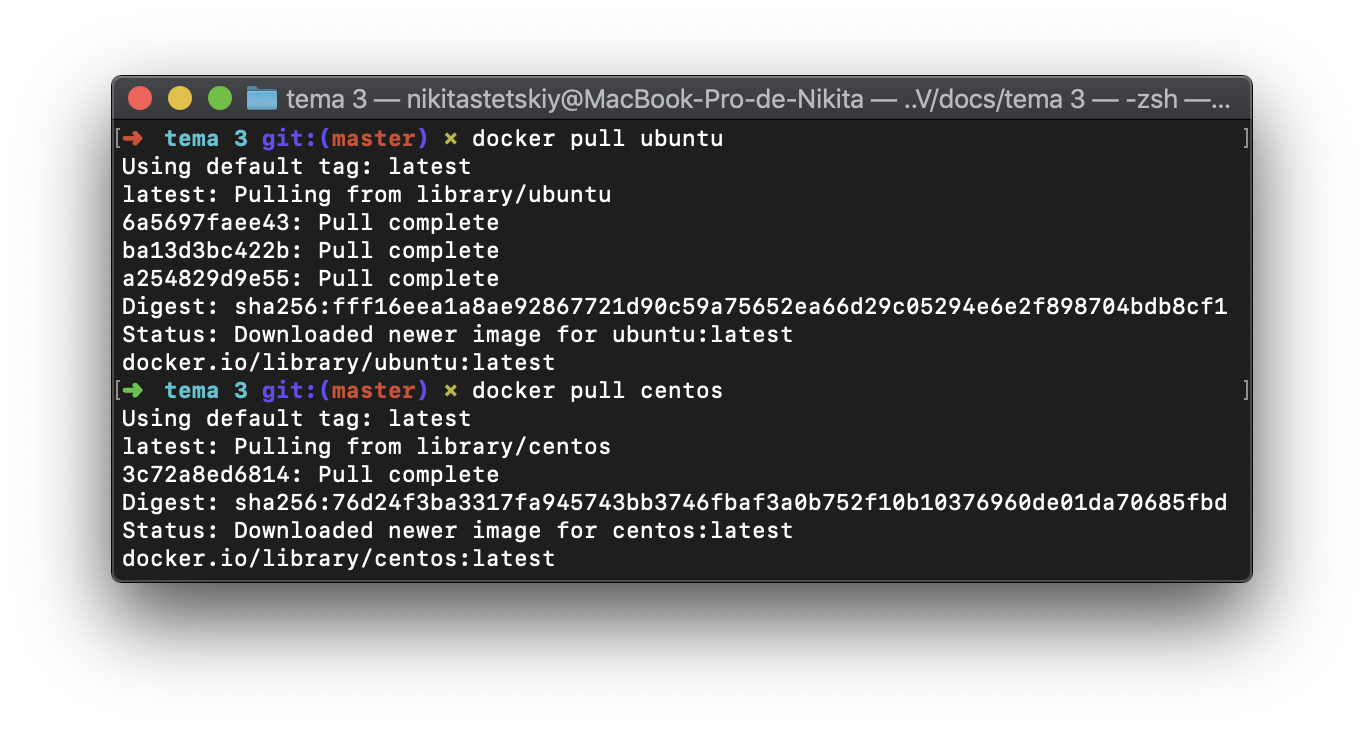 tema 3 — nikitastetskiy@MacBook-Pro-de-Nikita — ..V/docs/tema 3 — -zsh —...
[➜ tema 3 git:(master) × docker pull ubuntu ]
Using default tag: latest
latest: Pulling from library/ubuntu
6a5697faee43: Pull complete
ba13d3bc422b: Pull complete
a254829d9e55: Pull complete
Digest: sha256:fff16eea1a8ae92867721d90c59a75652ea66d29c05294e6e2f898704bdb8cf1
Status: Downloaded newer image for ubuntu:latest
docker.io/library/ubuntu:latest
[➜ tema 3 git:(master) × docker pull centos ]
Using default tag: latest
latest: Pulling from library/centos
3c72a8ed6814: Pull complete
Digest: sha256:76d24f3ba3317fa945743bb3746fbaf3a0b752f10b10376960de01da70685fbd
Status: Downloaded newer image for centos:latest
docker.io/library/centos:latest